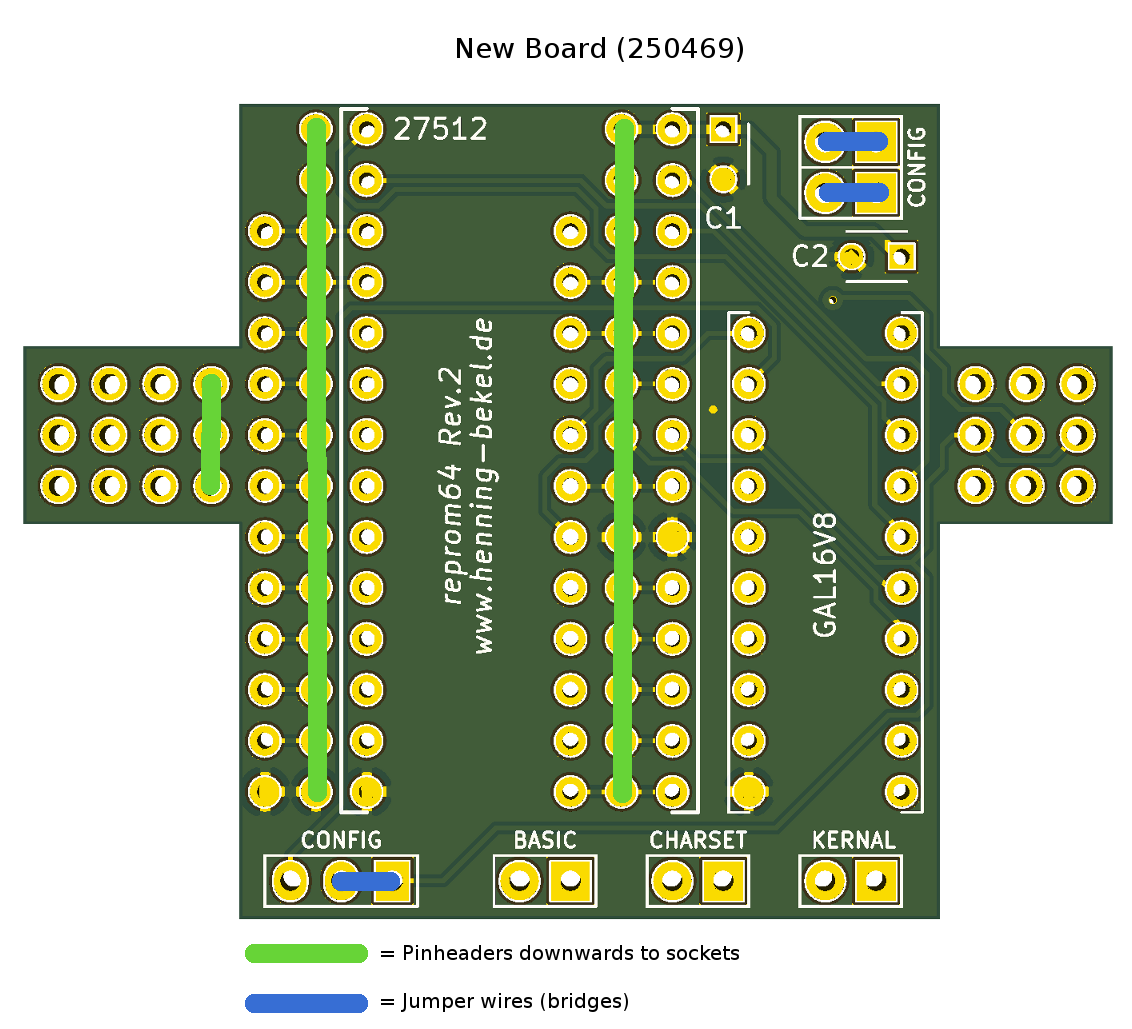 New Board (250469)
27512
CONFIG
C1
C2
reprom64 Rev.2
www.henning-bekel.de
GAL16V8
CONFIG
BASIC
CHARSET
KERNAL
= Pinheaders downwards to sockets
= Jumper wires (bridges)